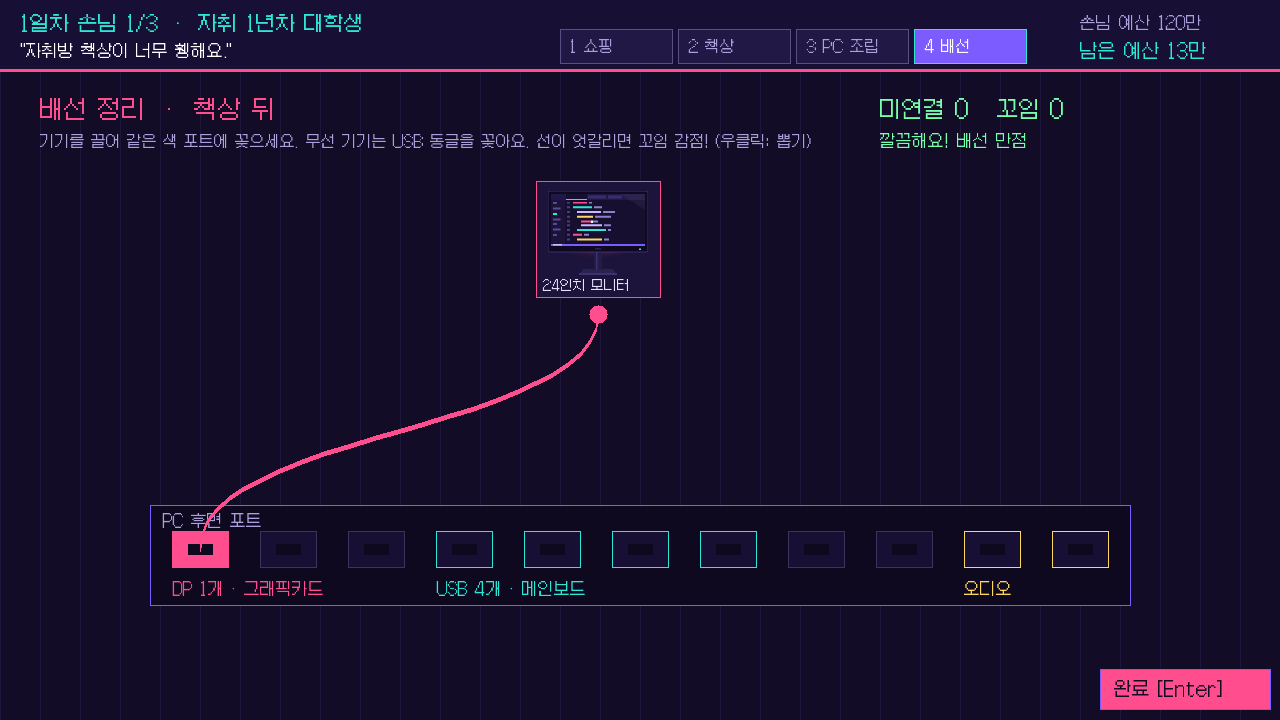 1일차 손님 1/3 · 자취 1년차 대학생
"자취방 책상이 너무 휑해요."
1 쇼핑
2 책상
3 PC 조립
4 배선
손님 예산 120만
남은 예산 13만
배선 정리 · 책상 뒤
기기를 끌어 같은 색 포트에 꽂으세요. 무선 기기는 USB 동글을 꽂아요. 선이 엇갈리면 꼬임 감점! (우클릭: 뽑기)
미연결 0 꼬임 0
깔끔해요! 배선 만점
24인치 모니터
PC 후면 포트
DP 1개 · 그래픽카드
USB 4개 · 메인보드
오디오
완료 [Enter]